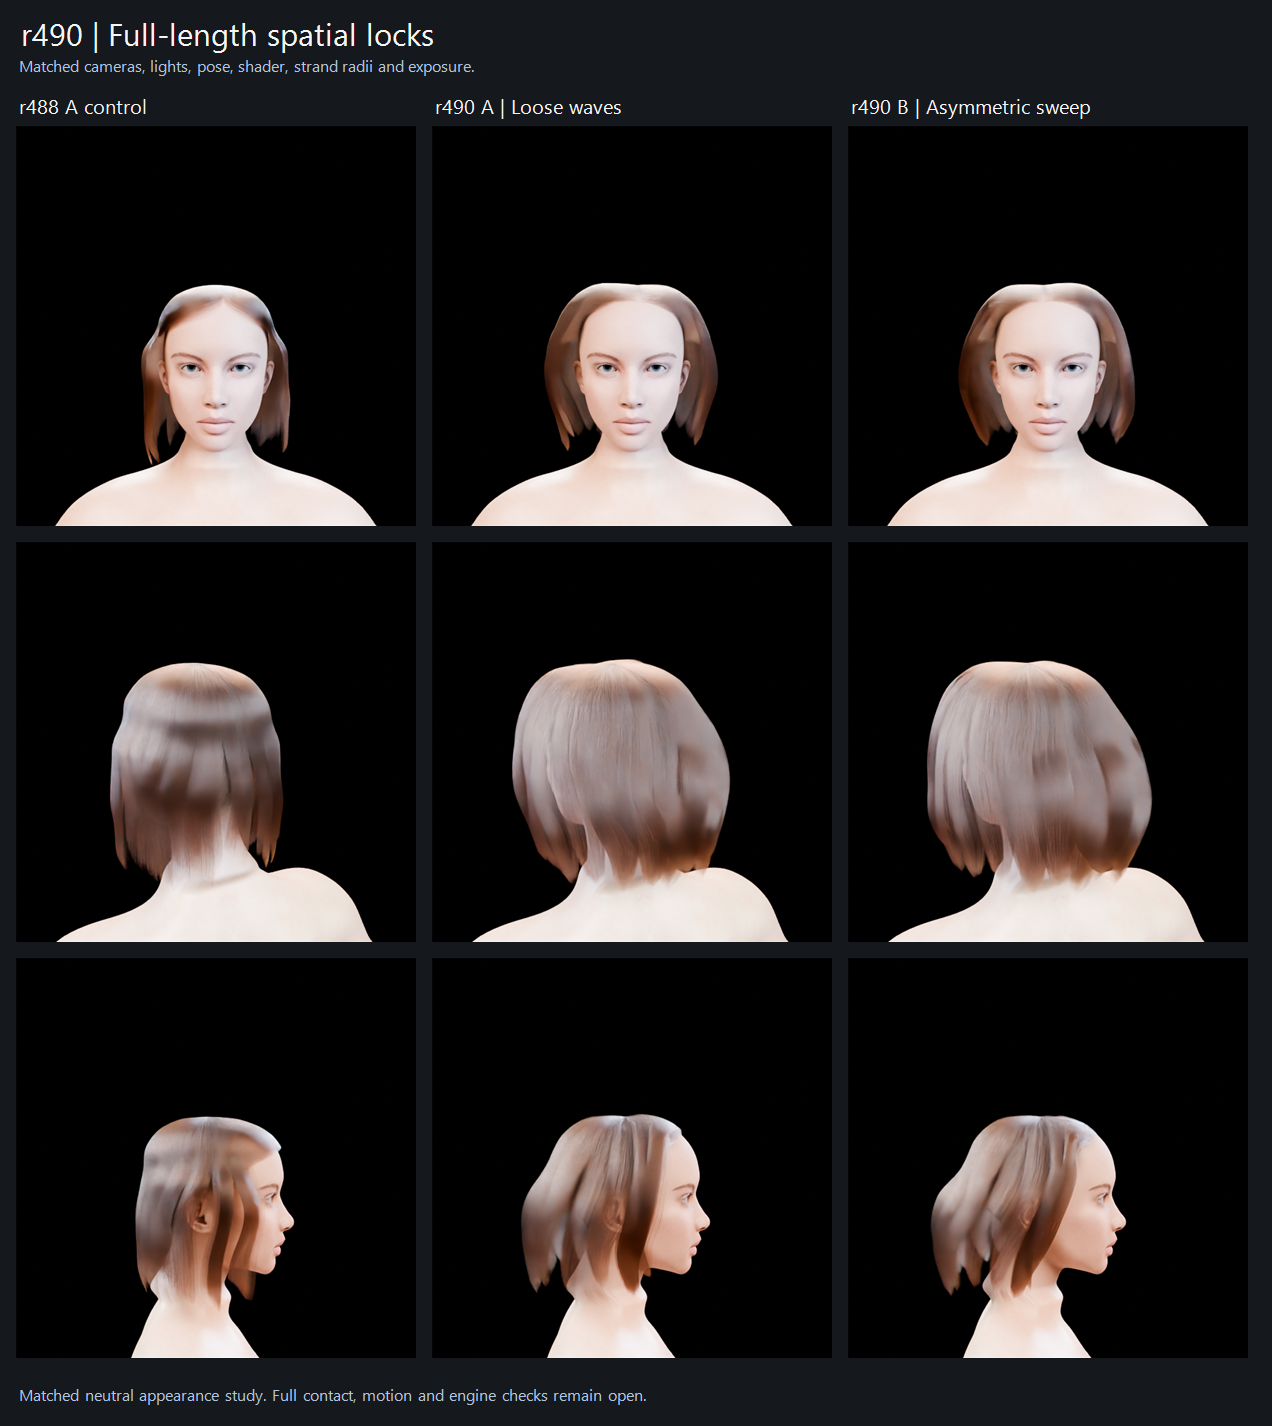 r490 | Full-length spatial locks
Matched cameras, lights, pose, shader, strand radii and exposure.
r488 A control
r490 A | Loose waves
r490 B | Asymmetric sweep
Matched neutral appearance study. Full contact, motion and engine checks remain open.